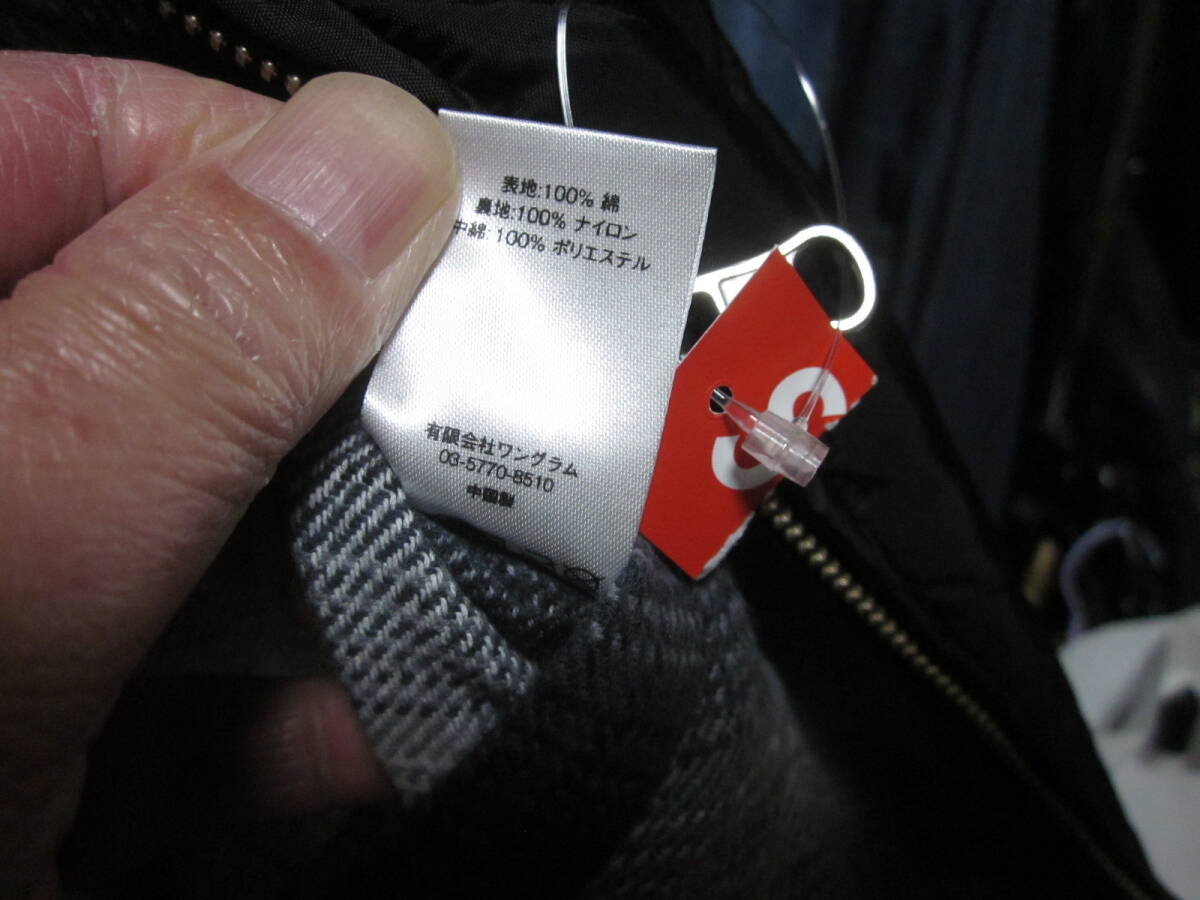 表地:100% 綿
裏地:100% ナイロン
中綿:100% ポリエステル
有限会社ワングラム
03-5770-8510
中国製
S